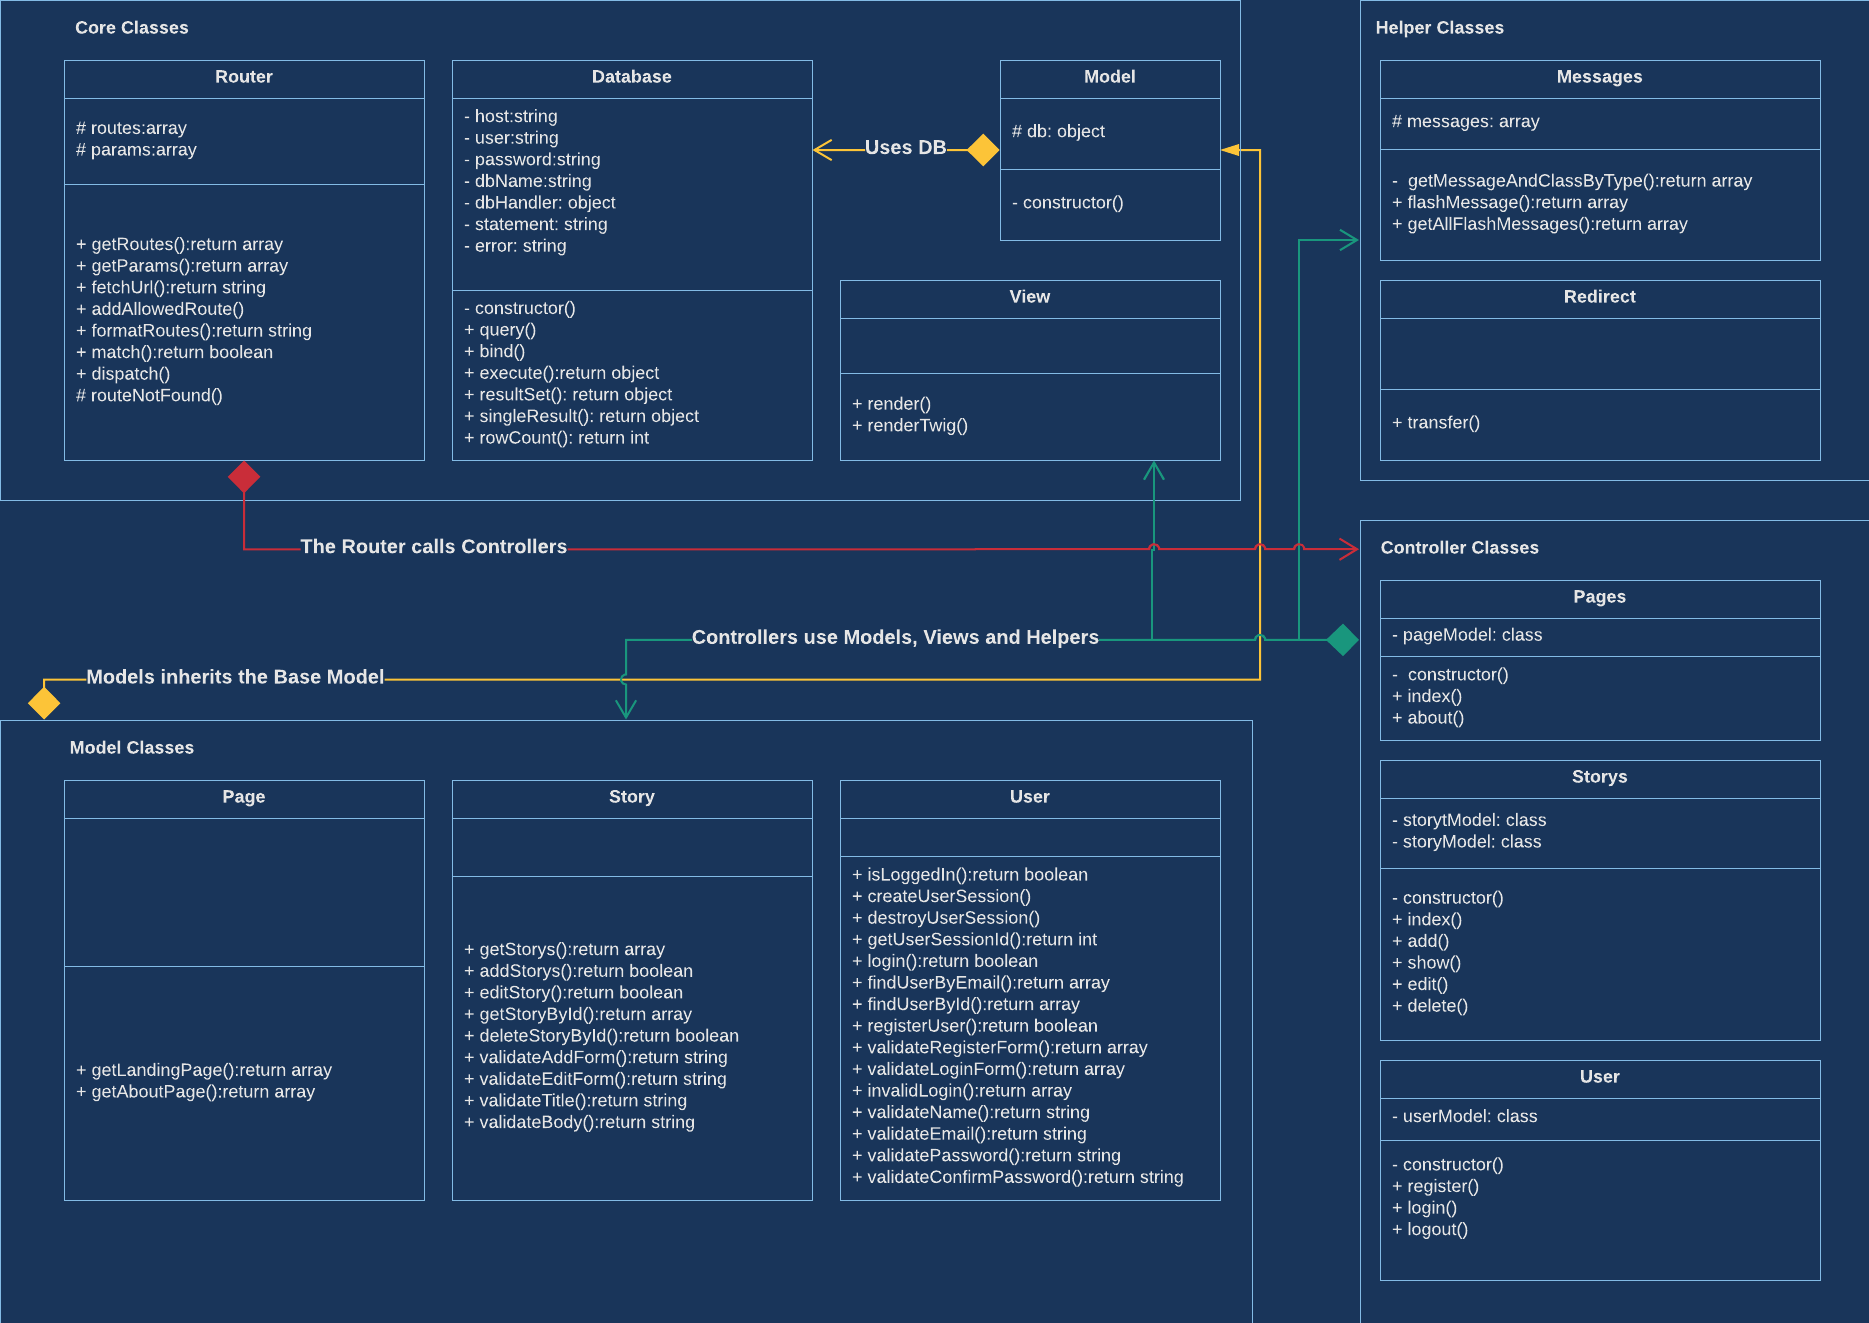 Core Classes
Router
# routes:array
# params:array
+ getRoutes():return array
+ getParams():return array
+ fetchUrl():return string
+ addAllowedRoute()
+ formatRoutes():return string
+ match():return boolean
+ dispatch()
# routeNotFound()
Database
- host:string
- user:string
- password:string
- dbName:string
- dbHandler: object
- statement: string
- error: string
- constructor()
+ query()
+ bind()
+ execute():return object
+ resultSet(): return object
+ singleResult(): return object
+ rowCount(): return int
Uses DB
Model
# db: object
- constructor()
View
+ render()
+ renderTwig()
Helper Classes
Messages
# messages: array
-  getMessageAndClassByType():return array
+ flashMessage():return array
+ getAllFlashMessages():return array
Redirect
+ transfer()
The Router calls Controllers
Controllers use Models, Views and Helpers
Models inherits the Base Model
Controller Classes
Pages
- pageModel: class
-  constructor()
+ index()
+ about()
Storys
- storytModel: class
- storyModel: class
- constructor()
+ index()
+ add()
+ show()
+ edit()
+ delete()
User
- userModel: class
- constructor()
+ register()
+ login()
+ logout()
Model Classes
Page
+ getLandingPage():return array
+ getAboutPage():return array
Story
+ getStorys():return array
+ addStorys():return boolean
+ editStory():return boolean
+ getStoryById():return array
+ deleteStoryById():return boolean
+ validateAddForm():return string
+ validateEditForm():return string
+ validateTitle():return string
+ validateBody():return string
User
+ isLoggedIn():return boolean
+ createUserSession()
+ destroyUserSession()
+ getUserSessionId():return int
+ login():return boolean
+ findUserByEmail():return array
+ findUserById():return array
+ registerUser():return boolean
+ validateRegisterForm():return array
+ validateLoginForm():return array
+ invalidLogin():return array
+ validateName():return string
+ validateEmail():return string
+ validatePassword():return string
+ validateConfirmPassword():return string